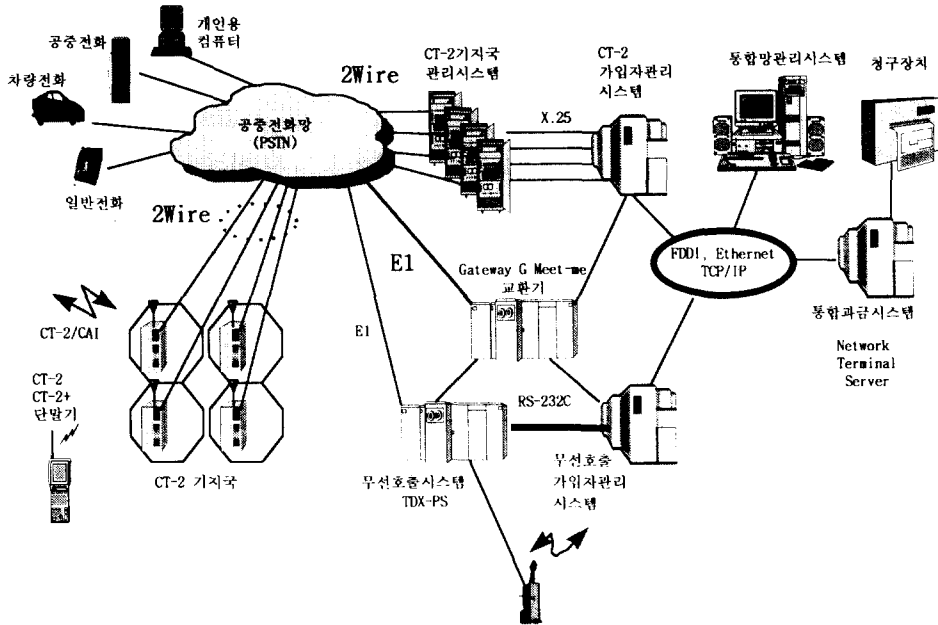 개인용
컴퓨터
공중전화
차량전화
일반전화
공중전화망
(PSTN)
2Wire
2Wire
CT-2기지국
관리시스템
CT-2
가입자관리
시스템
X.25
통합망관리시스템
청구장치
FDDI, Ethernet
TCP/IP
통합과금시스템
Network
Terminal
Server
E1
E1
Gateway G Meet-me
교환기
RS-232C
CT-2/CAI
CT-2
CT-2+
단말기
CT-2 기지국
무선호출시스템
TDX-PS
무선호출
가입자관리
시스템